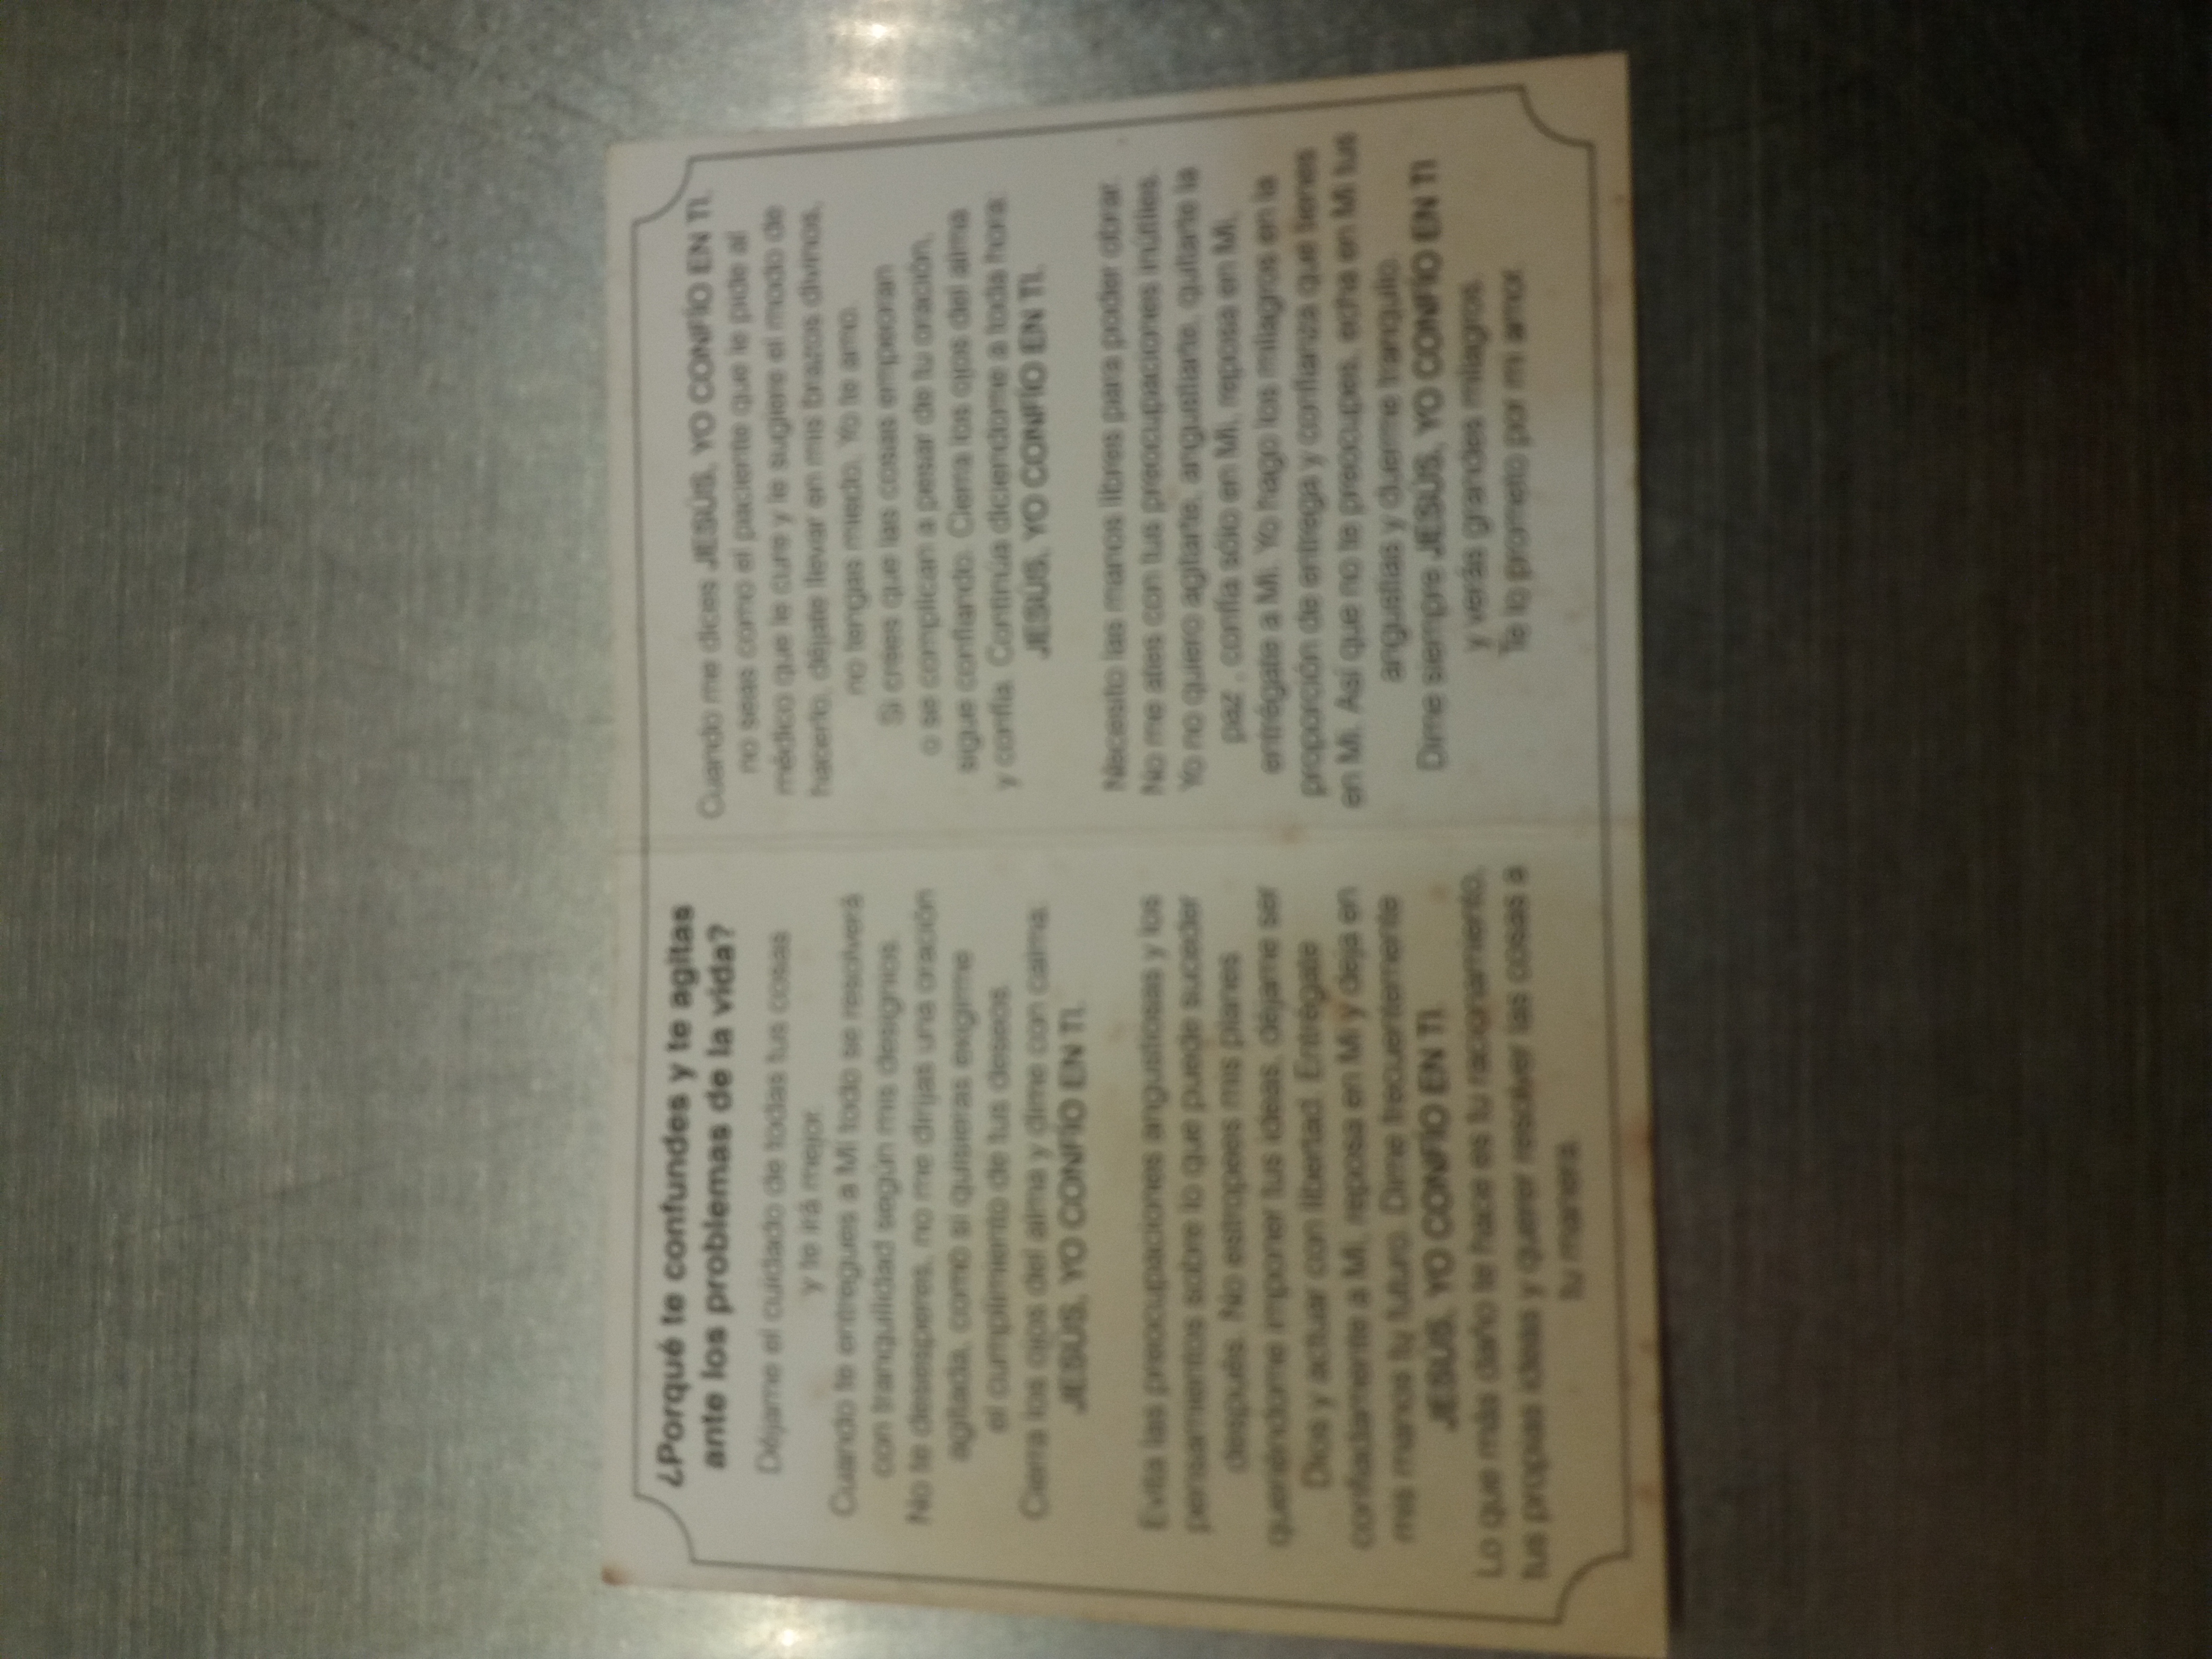 ¿Porqué te confundes y te agitas
ante los problemas de la vida?
Déjame el cuidado de todas tus cosas
y te irá mejor.
Cuando te entregues a Mí todo se resolverá
con tranquilidad según mis designios.
No te desesperes, no me dirijas una oración
agitada, como si quisieras exigirme
el cumplimiento de tus deseos.
Cierra los ojos del alma y dime con calma:
JESÚS, YO CONFÍO EN TI.
Evita las preocupaciones angustiosas y los
pensamientos sobre lo que puede suceder
después. No estropees mis planes
queriéndome imponer tus ideas, déjame ser
Dios y actuar con libertad. Entrégate
confiadamente a Mí, reposa en Mí y deja en
mis manos tu futuro. Dime frecuentemente
JESÚS, YO CONFÍO EN TI.
Lo que más daño te hace es tu racionamiento,
tus propias ideas y querer resolver las cosas a
tu manera.
Cuando me dices JESÚS, YO CONFÍO EN TI,
no seas como el paciente que le pide al
médico que le cure y le sugiere el modo de
hacerlo, déjate llevar en mis brazos divinos,
no tengas miedo, Yo te amo.
Si crees que las cosas empeoran
o se complican a pesar de tu oración,
sigue confiando. Cierra los ojos del alma
y confía. Continúa diciendome a toda hora:
JESÚS, YO CONFÍO EN TI.
Necesito las manos libres para poder obrar.
No me ates con tus preocupaciones inútiles.
Yo no quiero agitarte, angustiarte, quitarte la
paz , confía sólo en Mí, reposa en Mí,
entrégate a Mí. Yo hago los milagros en la
proporción de entrega y confianza que tienes
en Mí. Así que no te preocupes, echa en Mí tus
angustias y duerme tranquilo.
Dime siempre JESÚS, YO CONFÍO EN TI
y verás grandes milagros.
Te lo prometo por mi amor.